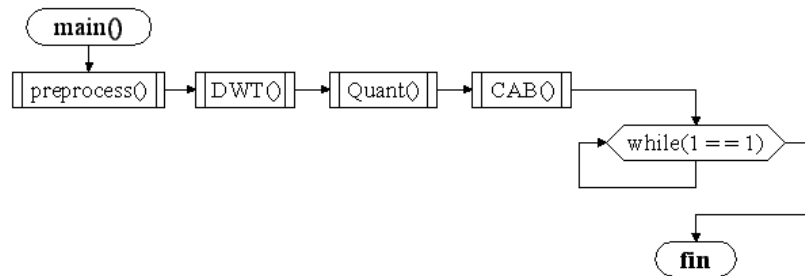 main()
preprocess()
DWT()
Quant()
CAB()
while(1 == 1)
fin